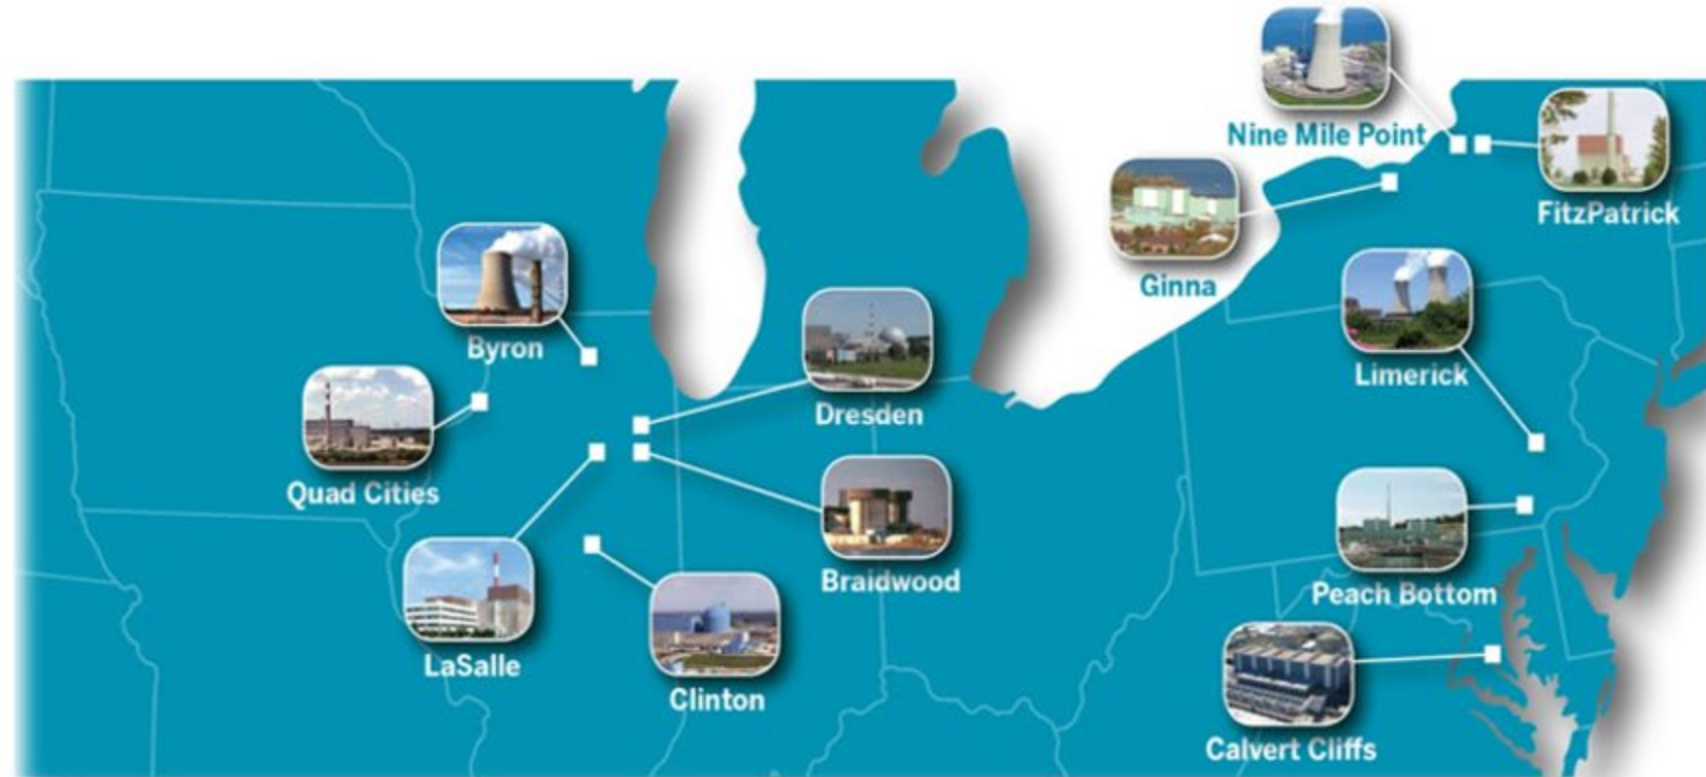 Nine Mile Point
FitzPatrick
Ginna
Byron
Limerick
Dresden
Quad Cities
Braidwood
Peach Bottom
LaSalle
Clinton
Calvert Cliffs